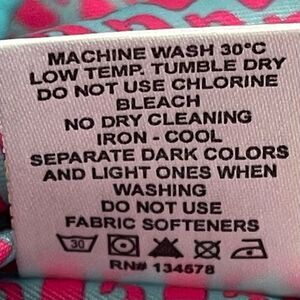 MACHINE WASH 30°C
LOW TEMP. TUMBLE DRY
DO NOT USE CHLORINE
BLEACH
NO DRY CLEANING
IRON - COOL
SEPARATE DARK COLORS
AND LIGHT ONES WHEN
WASHING
DO NOT USE
FABRIC SOFTENERS
30
RN# 134578